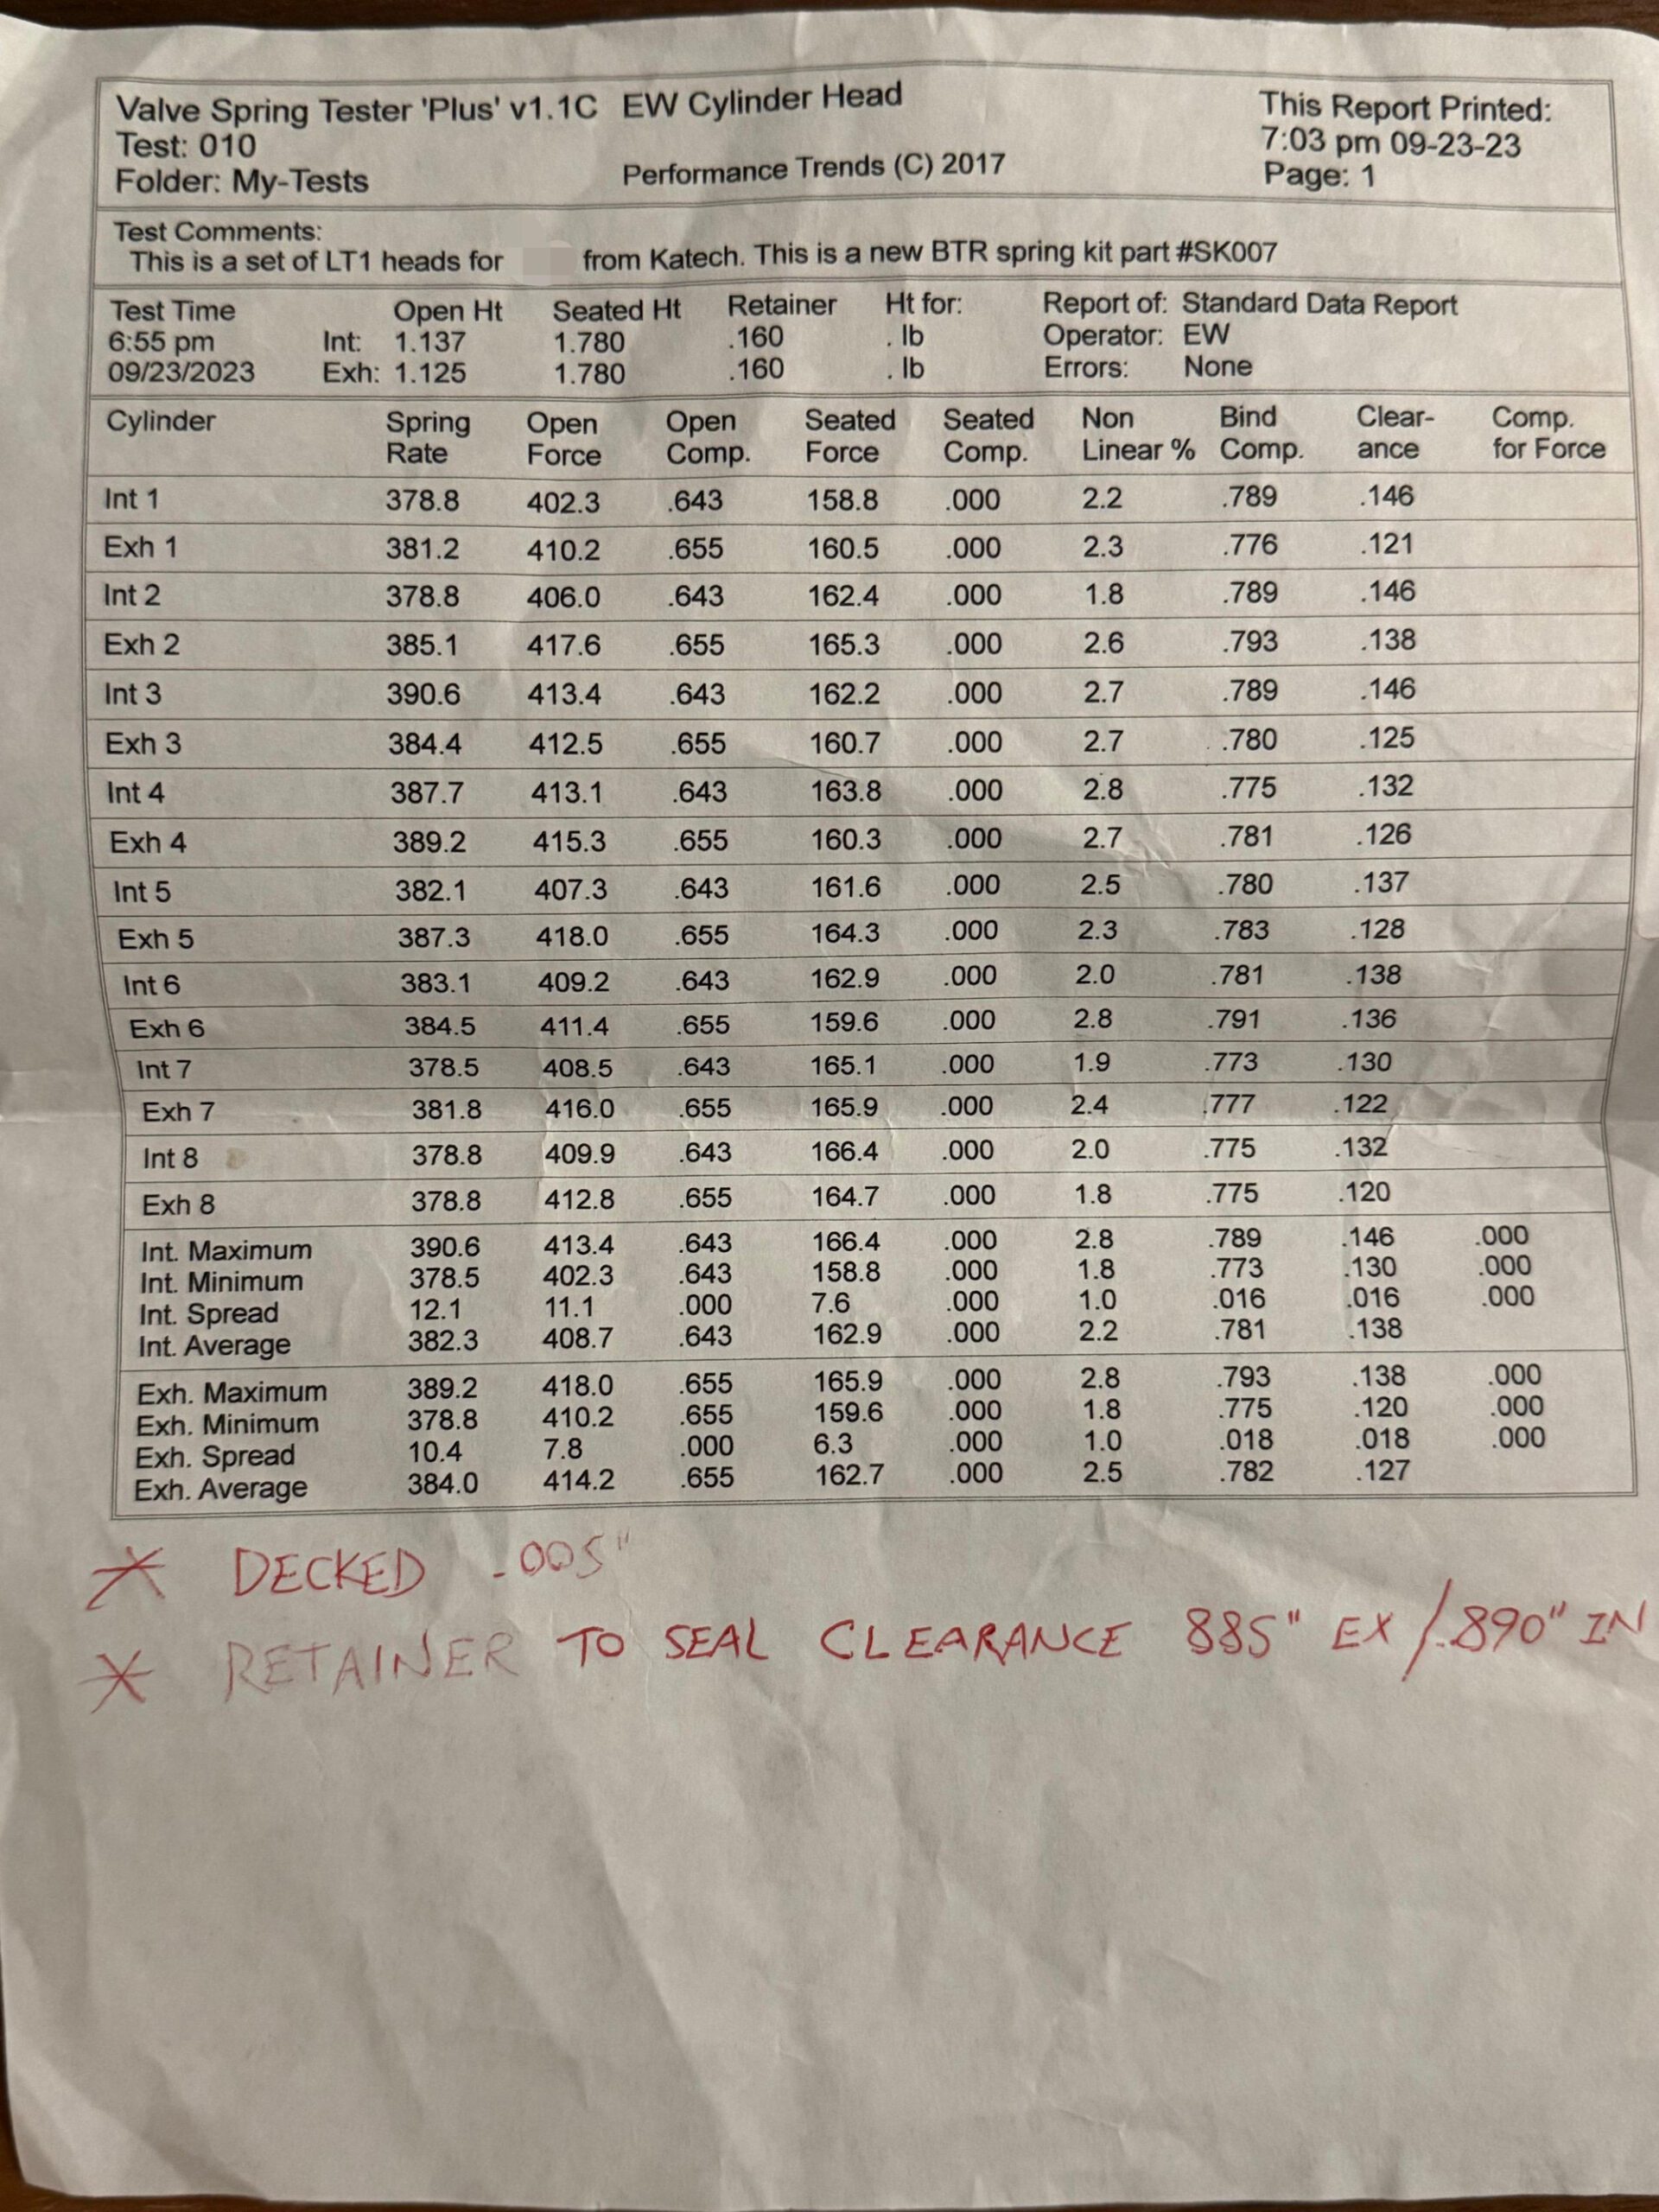 Valve Spring Tester 'Plus' v1.1C EW Cylinder Head This Report Printed:
Test: 010 7:03 pm 09-23-23
Folder: My-Tests Performance Trends (C) 2017 Page: 1
Test Comments:
This is a set of LT1 heads for from Katech. This is a new BTR spring kit part #SK007
Test Time Open Ht Seated Ht Retainer Ht for: Report of: Standard Data Report
6:55 pm Int: 1.137 1.780 .160 . lb Operator: EW
09/23/2023 Exh: 1.125 1.780 .160 . lb Errors: None
Cylinder Spring Open Open Seated Seated Non Bind Clear- Comp.
Rate Force Comp. Force Comp. Linear % Comp. ance for Force
Int 1 378.8 402.3 .643 158.8 .000 2.2 .789 .146
Exh 1 381.2 410.2 .655 160.5 .000 2.3 .776 .121
Int 2 378.8 406.0 .643 162.4 .000 1.8 .789 .146
Exh 2 385.1 417.6 .655 165.3 .000 2.6 .793 .138
Int 3 390.6 413.4 .643 162.2 .000 2.7 .789 .146
Exh 3 384.4 412.5 .655 160.7 .000 2.7 .780 .125
Int 4 387.7 413.1 .643 163.8 .000 2.8 .775 .132
Exh 4 389.2 415.3 .655 160.3 .000 2.7 .781 .126
Int 5 382.1 407.3 .643 161.6 .000 2.5 .780 .137
Exh 5 387.3 418.0 .655 164.3 .000 2.3 .783 .128
Int 6 383.1 409.2 .643 162.9 .000 2.0 .781 .138
Exh 6 384.5 411.4 .655 159.6 .000 2.8 .791 .136
Int 7 378.5 408.5 .643 165.1 .000 1.9 .773 .130
Exh 7 381.8 416.0 .655 165.9 .000 2.4 .777 .122
Int 8 378.8 409.9 .643 166.4 .000 2.0 .775 .132
Exh 8 378.8 412.8 .655 164.7 .000 1.8 .775 .120
Int. Maximum 390.6 413.4 .643 166.4 .000 2.8 .789 .146 .000
Int. Minimum 378.5 402.3 .643 158.8 .000 1.8 .773 .130 .000
Int. Spread 12.1 11.1 .000 7.6 .000 1.0 .016 .016 .000
Int. Average 382.3 408.7 .643 162.9 .000 2.2 .781 .138
Exh. Maximum 389.2 418.0 .655 165.9 .000 2.8 .793 .138 .000
Exh. Minimum 378.8 410.2 .655 159.6 .000 1.8 .775 .120 .000
Exh. Spread 10.4 7.8 .000 6.3 .000 1.0 .018 .018 .000
Exh. Average 384.0 414.2 .655 162.7 .000 2.5 .782 .127
* DECKED .005"
* RETAINER TO SEAL CLEARANCE 885" EX / .890" IN